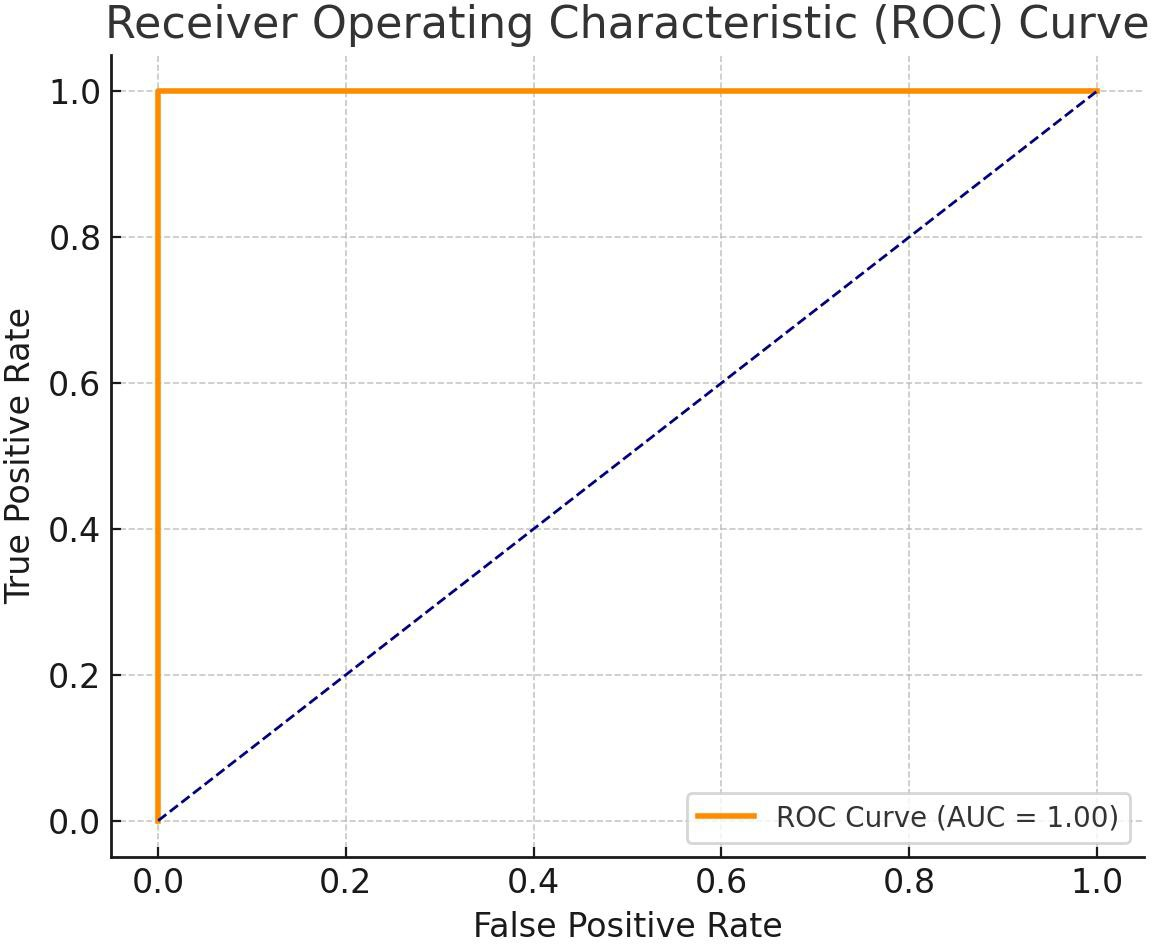 Receiver Operating Characteristic (ROC) Curve
1.0
0.8
0.6
0.4
0.2
0.0
True Positive Rate
ROC Curve (AUC = 1.00)
0.0 0.2 0.4 0.6 0.8 1.0
False Positive Rate